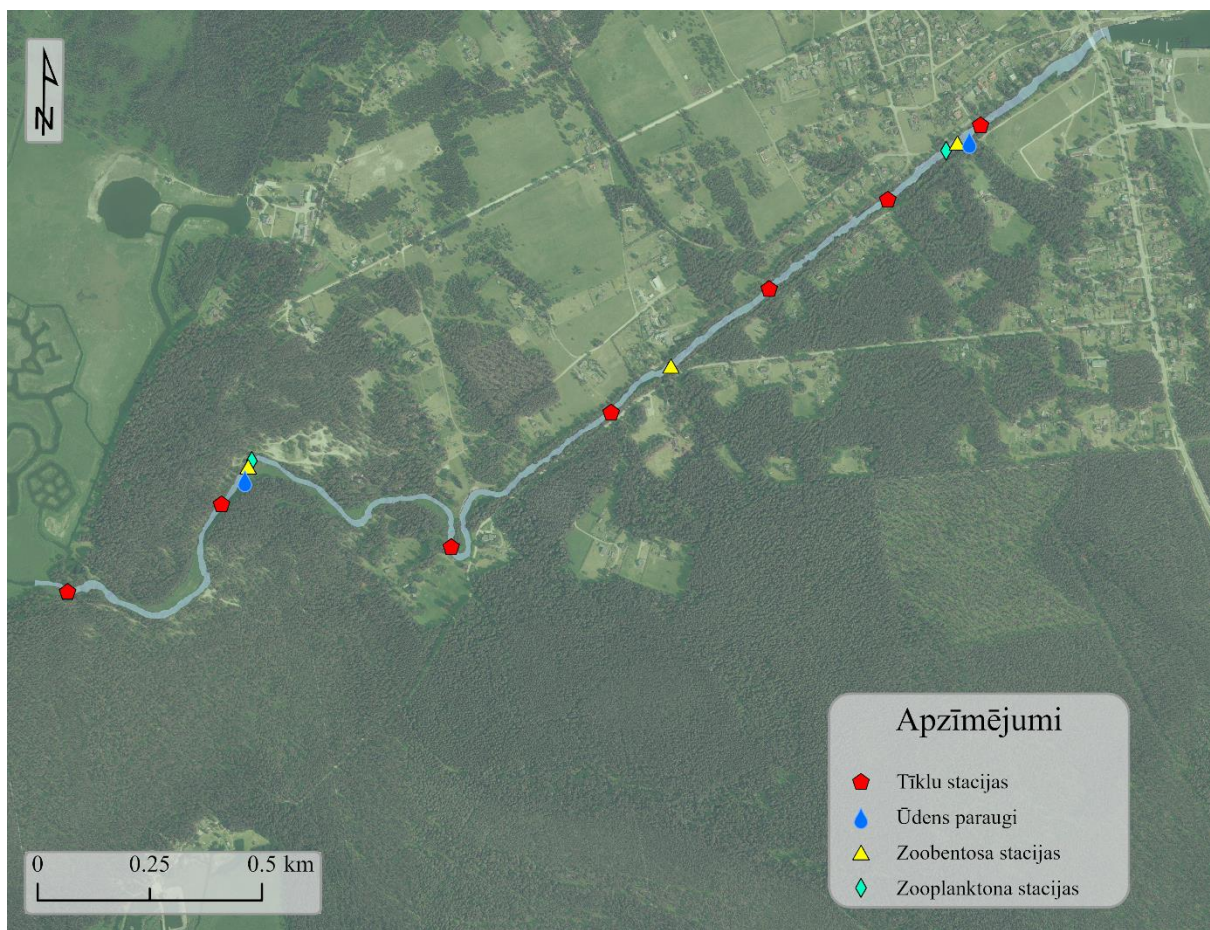 N
Apzīmējumi
Tīklu stacijas
Ūdens paraugi
Zoobentosa stacijas
Zooplanktona stacijas
0 0.25 0.5 km